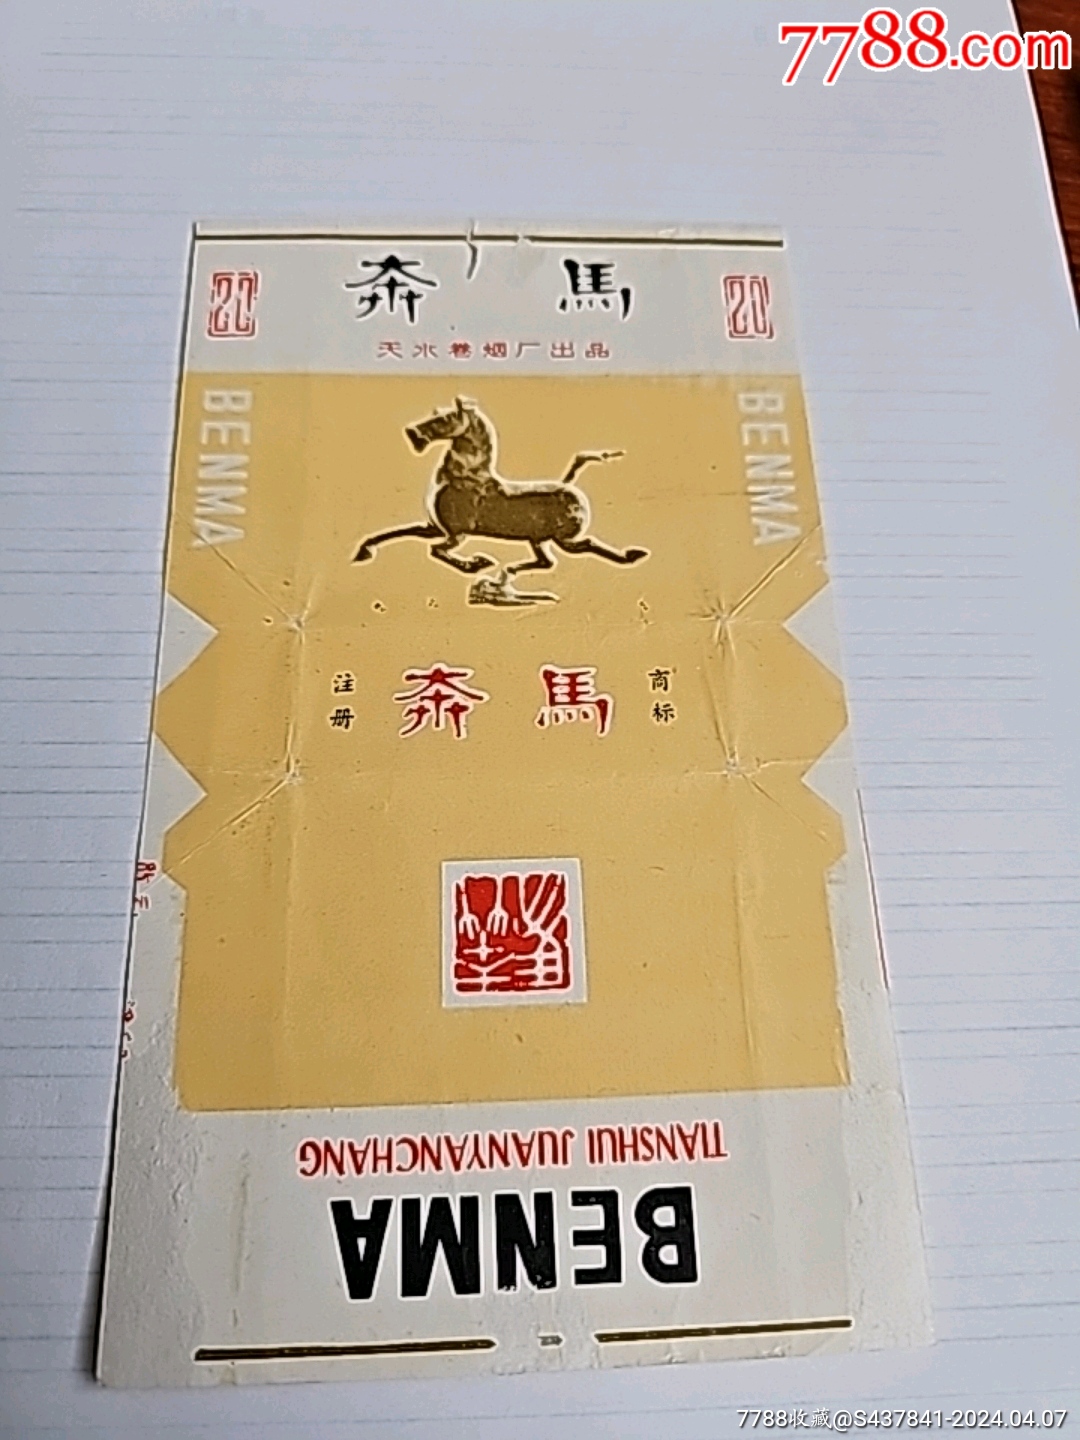 7788.com
20 奔 馬 20
天水卷烟厂出品
BENMA
BENMA
注册 奔 馬 商标
TIANSHUI JUANYANCHANG
BENMA
7788收藏@S437841-2024.04.07